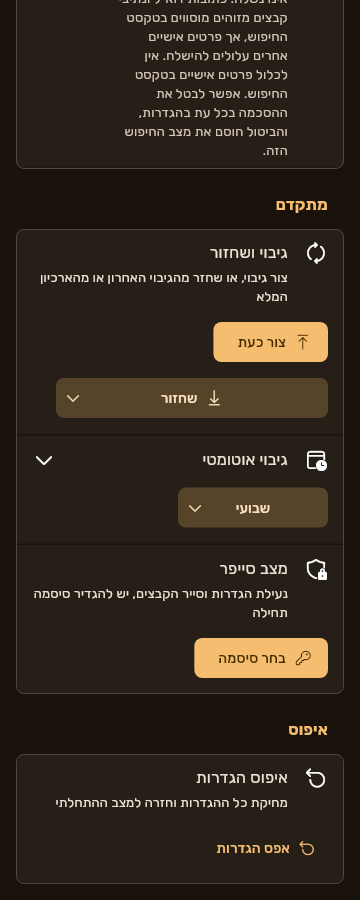 קבצים מזוהים מוסווים בטקסט
החיפוש, אך פרטים אישיים
אחרים עלולים להישלח. אין
לכלול פרטים אישיים בטקסט
החיפוש. אפשר לבטל את
ההסכמה בכל עת בהגדרות,
והביטול חוסם את מצב החיפוש
הזה.
מתקדם
גיבוי ושחזור
צור גיבוי, או שחזר מהגיבוי האחרון או מהארכיון
המלא
צור כעת
שחזור
גיבוי אוטומטי
שבועי
מצב סייפר
נעילת הגדרות וסייר הקבצים, יש להגדיר סיסמה
תחילה
בחר סיסמה
איפוס
איפוס הגדרות
מחיקת כל ההגדרות וחזרה למצב ההתחלתי
אפס הגדרות